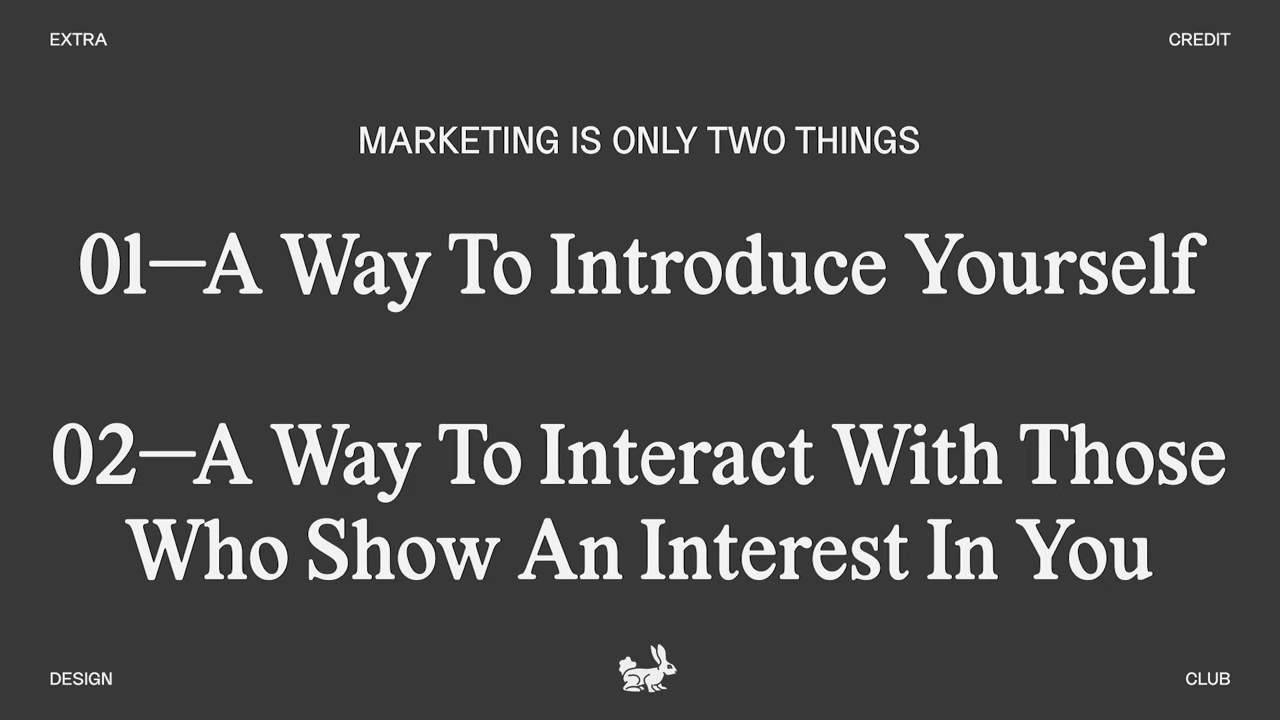 EXTRA
CREDIT
MARKETING IS ONLY TWO THINGS
01—A Way To Introduce Yourself
02—A Way To Interact With Those
Who Show An Interest In You
DESIGN
CLUB